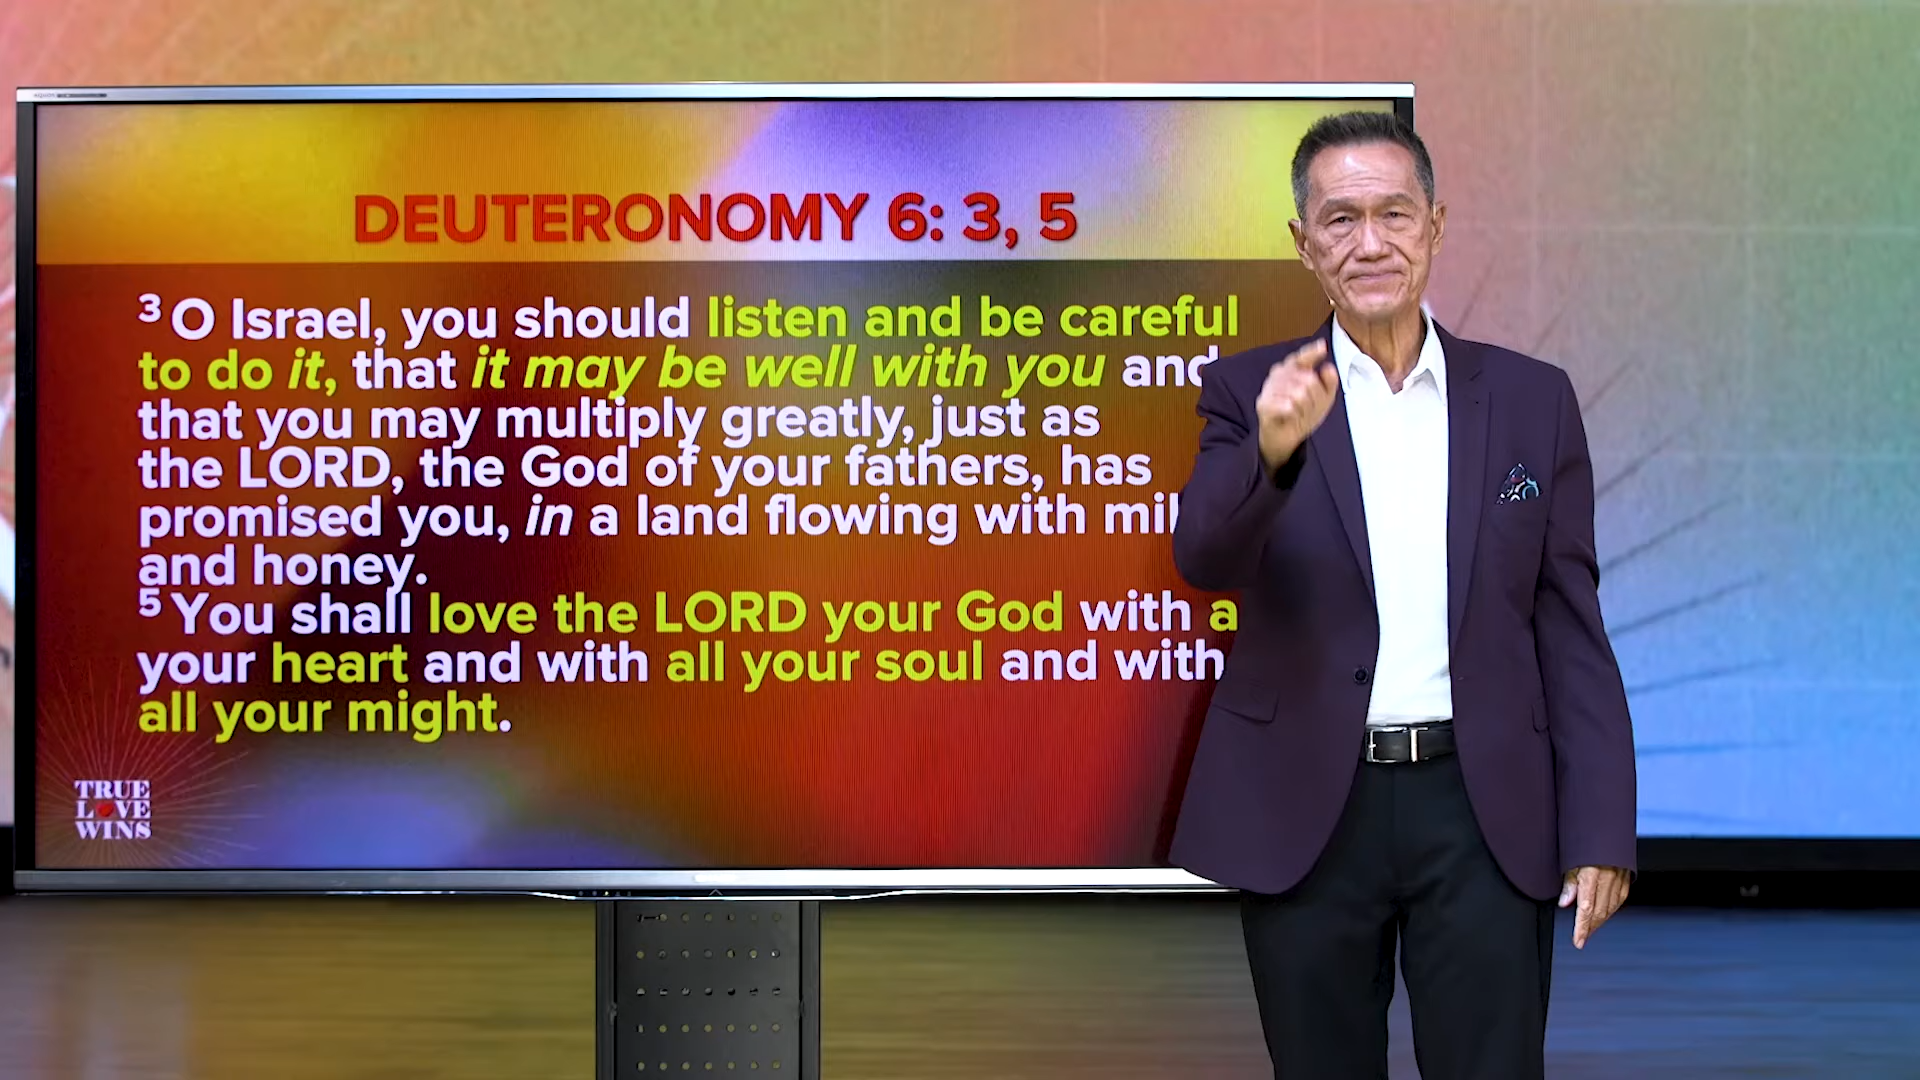 DEUTERONOMY 6: 3, 5
3 O Israel, you should listen and be careful
to do it, that it may be well with you and
that you may multiply greatly, just as
the LORD, the God of your fathers, has
promised you, in a land flowing with mil
and honey.
5 You shall love the LORD your God with a
your heart and with all your soul and with
all your might.
TRUE
LOVE
WINS